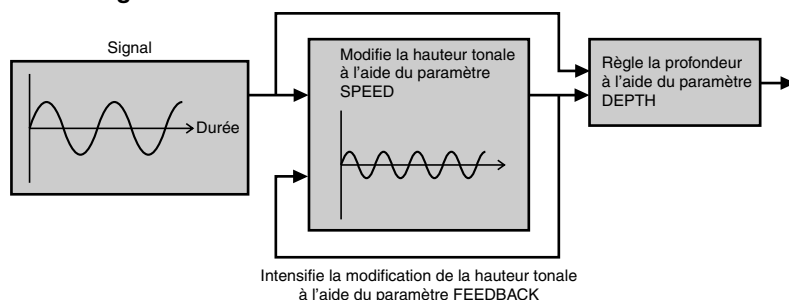 Signal
Durée
Modifie la hauteur tonale
à l'aide du paramètre
SPEED
Règle la profondeur
à l'aide du paramètre
DEPTH
Intensifie la modification de la hauteur tonale
à l'aide du paramètre FEEDBACK